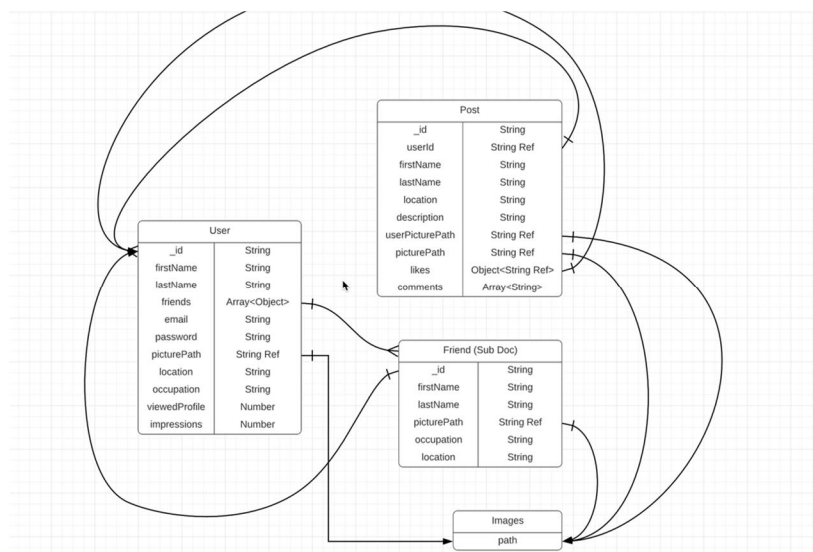 Post
_id String
userId String Ref
firstName String
lastName String
location String
description String
userPicturePath String Ref
picturePath String Ref
likes Object<String Ref>
comments Array<String>
User
_id String
firstName String
lastName String
friends Array<Object>
email String
password String
picturePath String Ref
location String
occupation String
viewedProfile Number
impressions Number
Friend (Sub Doc)
_id String
firstName String
lastName String
picturePath String Ref
occupation String
location String
Images
path